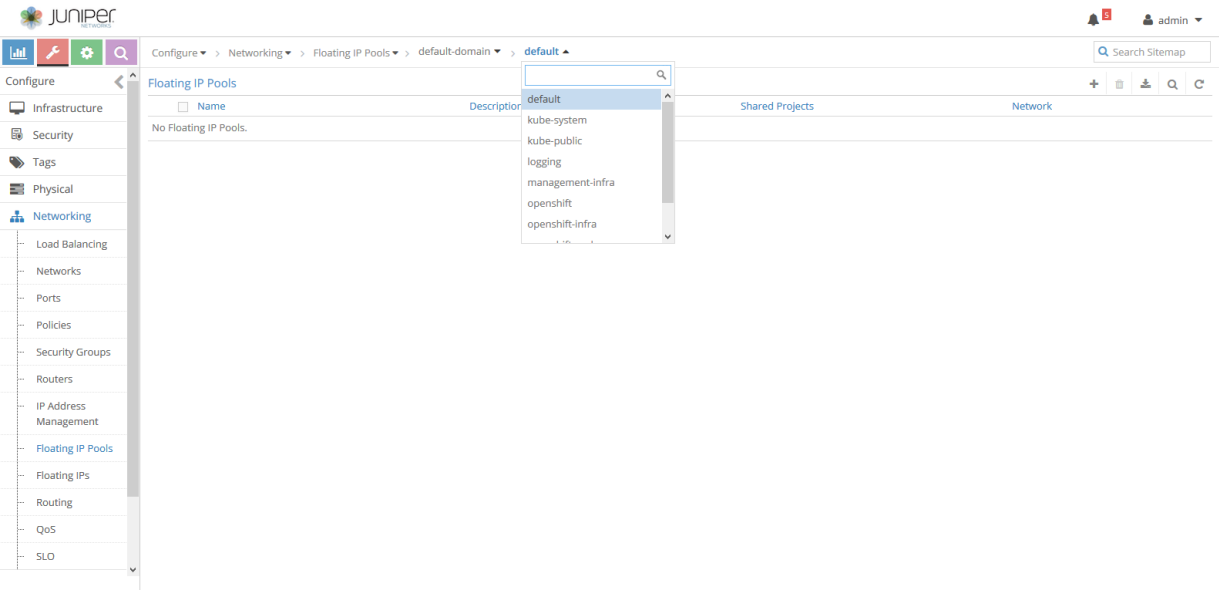 JUNIPER
NETWORKS
5
admin
Configure > Networking > Floating IP Pools > default-domain > default
Search Sitemap
Configure
Infrastructure
Security
Tags
Physical
Networking
Load Balancing
Networks
Ports
Policies
Security Groups
Routers
IP Address
Management
Floating IP Pools
Floating IPs
Routing
QoS
SLO
Floating IP Pools
Name Description Shared Projects Network
No Floating IP Pools.
default
kube-system
kube-public
logging
management-infra
openshift
openshift-infra